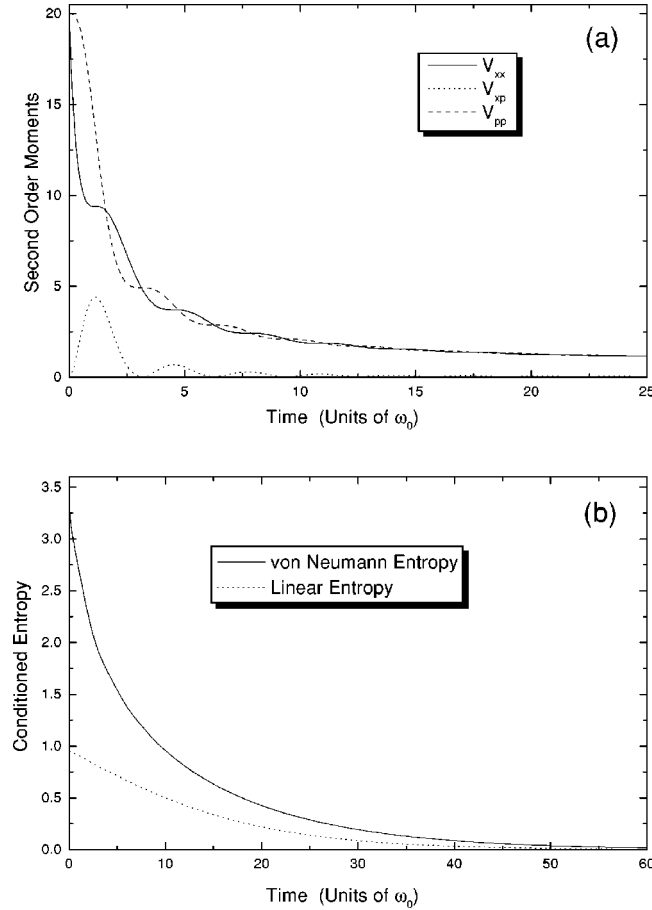 (a)
20
15
10
5
0
Second Order Moments
V_xx
V_xp
V_pp
0 5 10 15 20 25
Time (Units of ω₀)
(b)
3.5
3.0
2.5
2.0
1.5
1.0
0.5
0.0
Conditioned Entropy
von Neumann Entropy
Linear Entropy
0 10 20 30 40 50 60
Time (Units of ω₀)